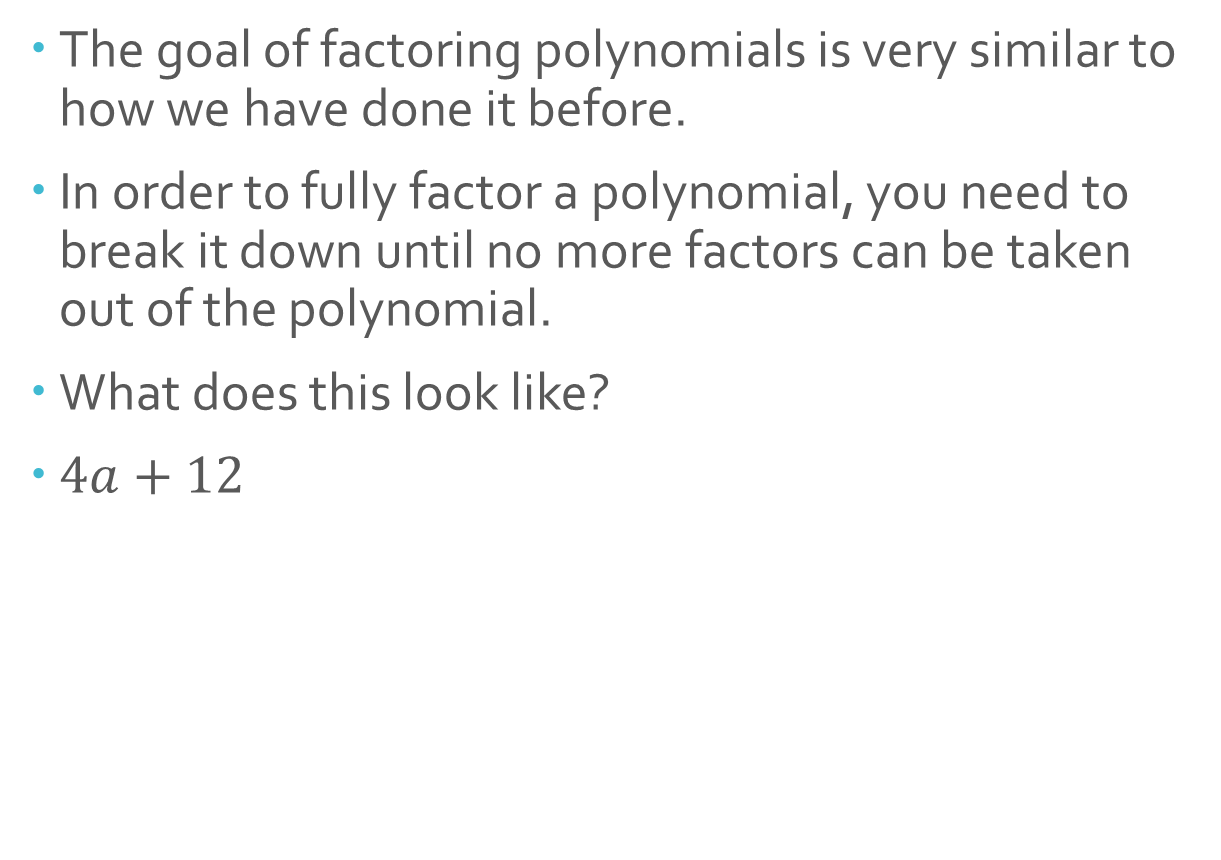 • The goal of factoring polynomials is very similar to
how we have done it before.
• In order to fully factor a polynomial, you need to
break it down until no more factors can be taken
out of the polynomial.
• What does this look like?
• 4𝑎 + 12